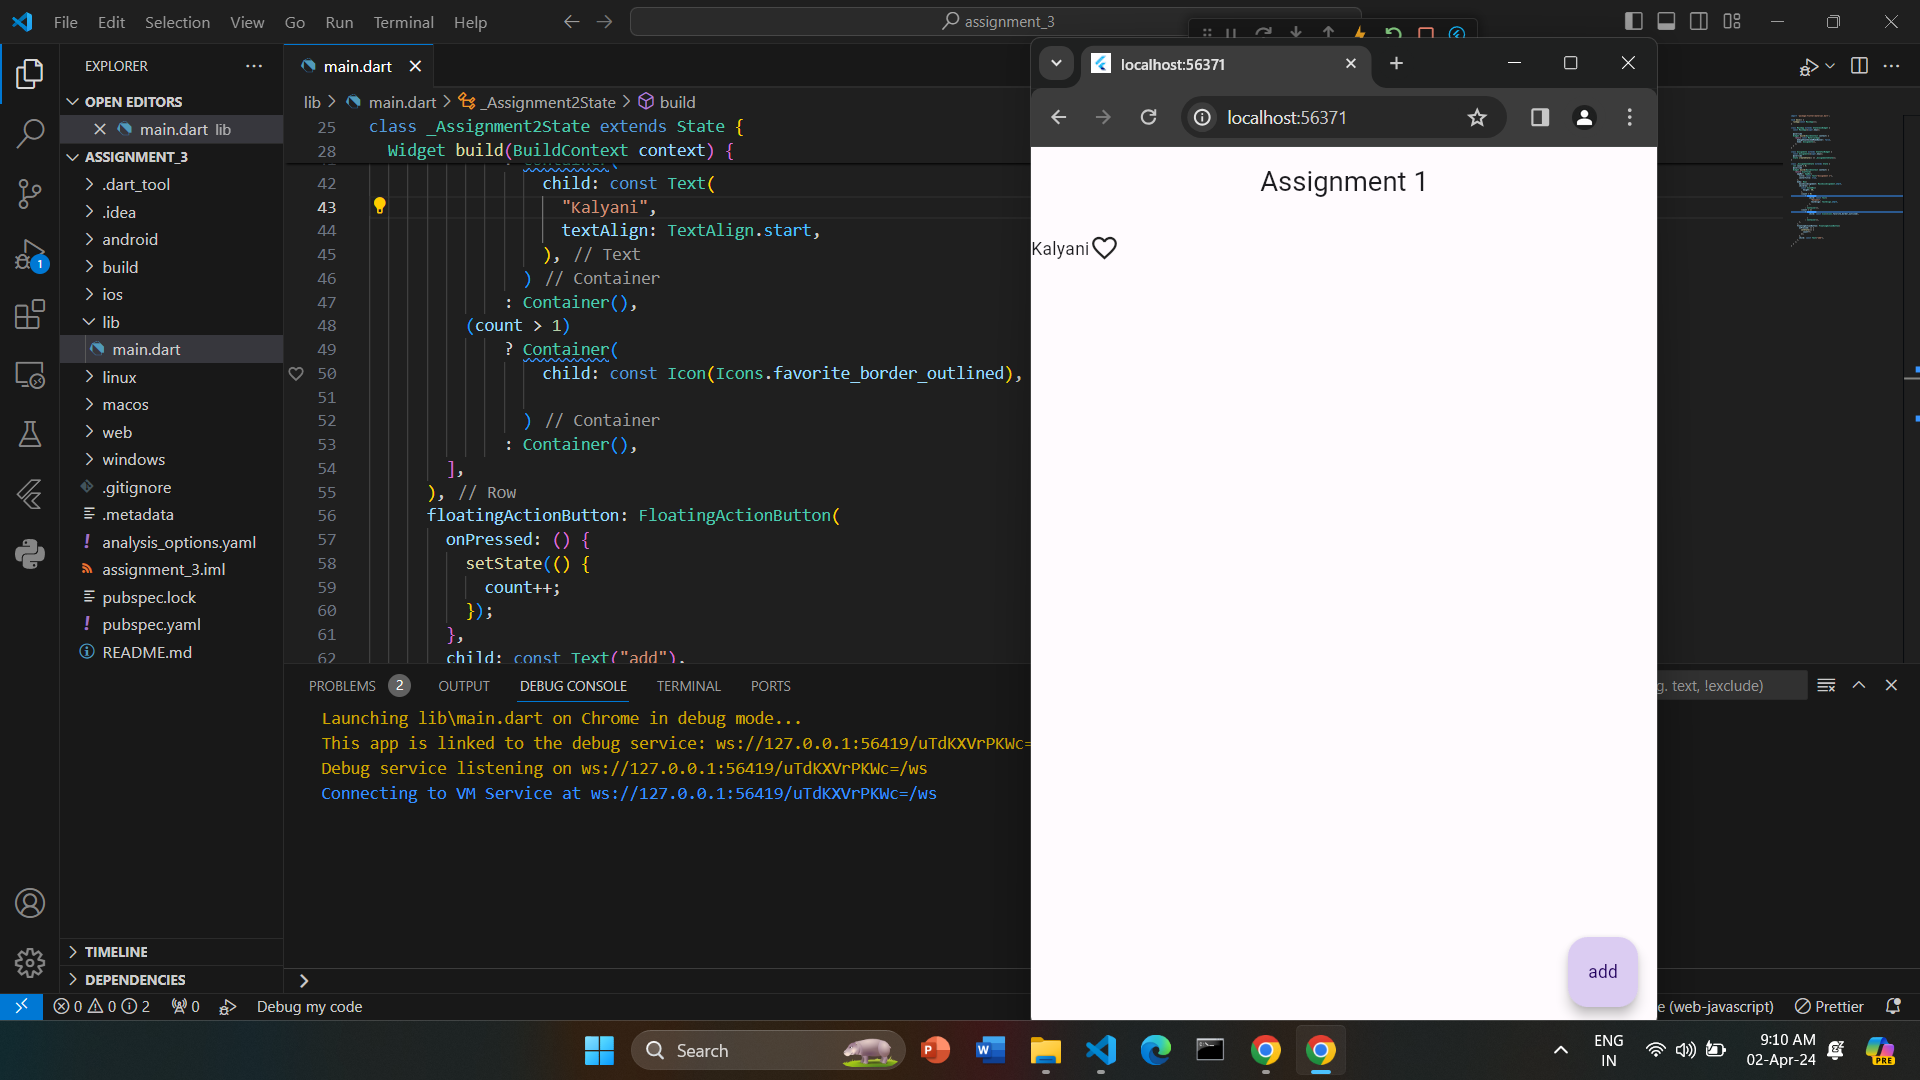 File Edit Selection View Go Run Terminal Help
assignment_3
EXPLORER
OPEN EDITORS
main.dart lib
ASSIGNMENT_3
.dart_tool
.idea
android
build
ios
lib
main.dart
linux
macos
web
windows
.gitignore
.metadata
analysis_options.yaml
assignment_3.iml
pubspec.lock
pubspec.yaml
README.md
TIMELINE
DEPENDENCIES
main.dart
lib > main.dart > _Assignment2State > build
25 class _Assignment2State extends State {
28 Widget build(BuildContext context) {
42 child: const Text(
43 "Kalyani",
44 textAlign: TextAlign.start,
45 ), // Text
46 ) // Container
47 : Container(),
48 (count > 1)
49 ? Container(
50 child: const Icon(Icons.favorite_border_outlined),
51
52 ) // Container
53 : Container(),
54 ],
55 ), // Row
56 floatingActionButton: FloatingActionButton(
57 onPressed: () {
58 setState(() {
59 count++;
60 });
61 },
62 child: const Text("add"),
PROBLEMS 2 OUTPUT DEBUG CONSOLE TERMINAL PORTS
g. text, !exclude)
Launching lib\main.dart on Chrome in debug mode...
This app is linked to the debug service: ws://127.0.0.1:56419/uTdKXVrPKWc=
Debug service listening on ws://127.0.0.1:56419/uTdKXVrPKWc=/ws
Connecting to VM Service at ws://127.0.0.1:56419/uTdKXVrPKWc=/ws
localhost:56371
localhost:56371
Assignment 1
Kalyani
add
0 0 2 0 Debug my code
e (web-javascript) Prettier
1
Search
ENG
IN
9:10 AM
02-Apr-24
PRE